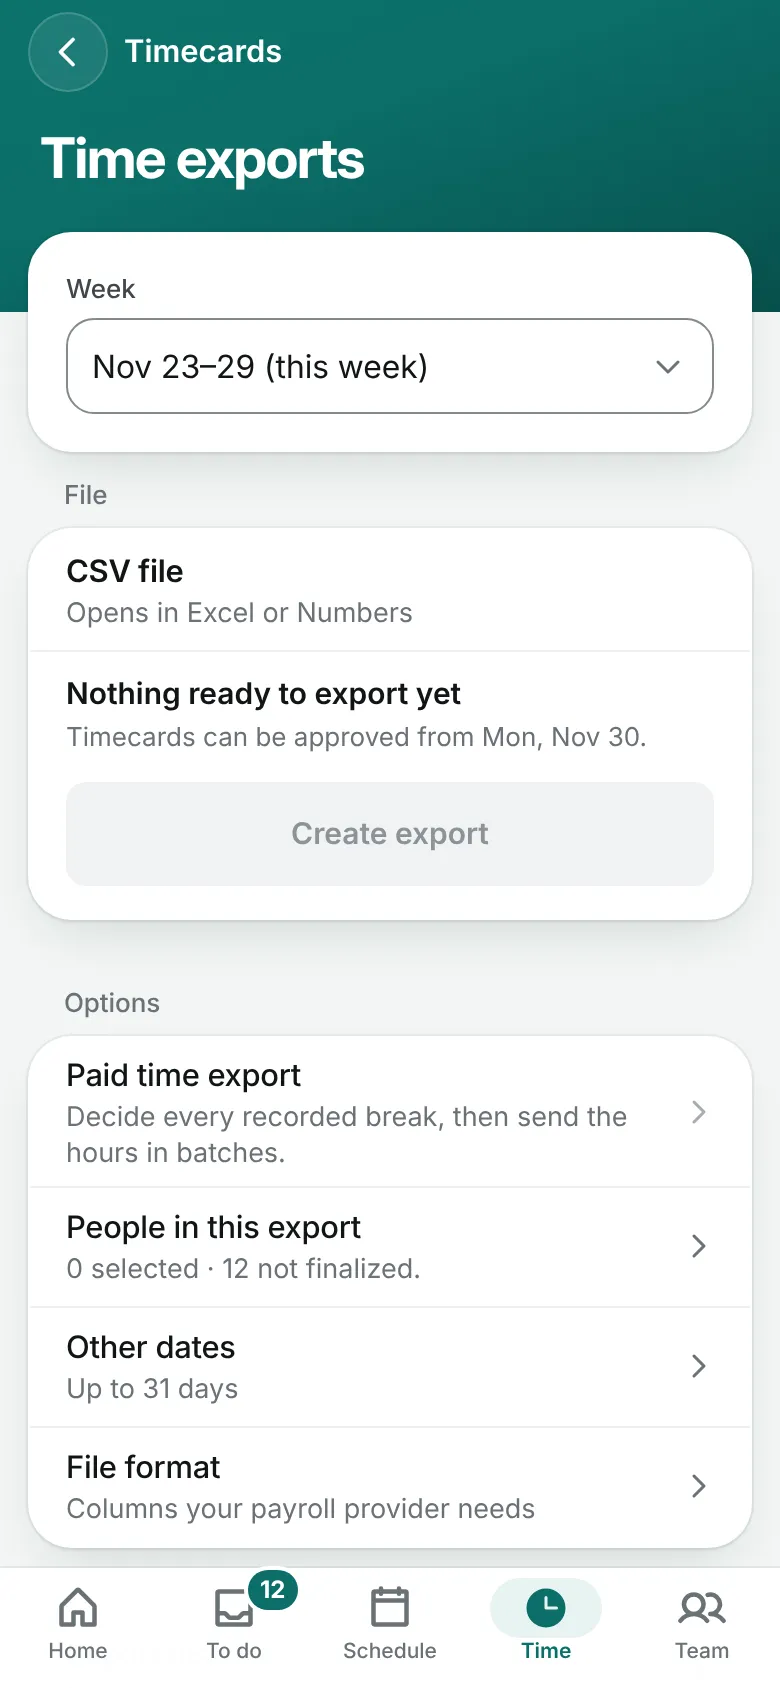 Timecards
Time exports
Week
Nov 23–29 (this week)
File
CSV file
Opens in Excel or Numbers
Nothing ready to export yet
Timecards can be approved from Mon, Nov 30.
Create export
Options
Paid time export
Decide every recorded break, then send the
hours in batches.
People in this export
0 selected · 12 not finalized.
Other dates
Up to 31 days
File format
Columns your payroll provider needs
12
Home
To do
Schedule
Time
Team